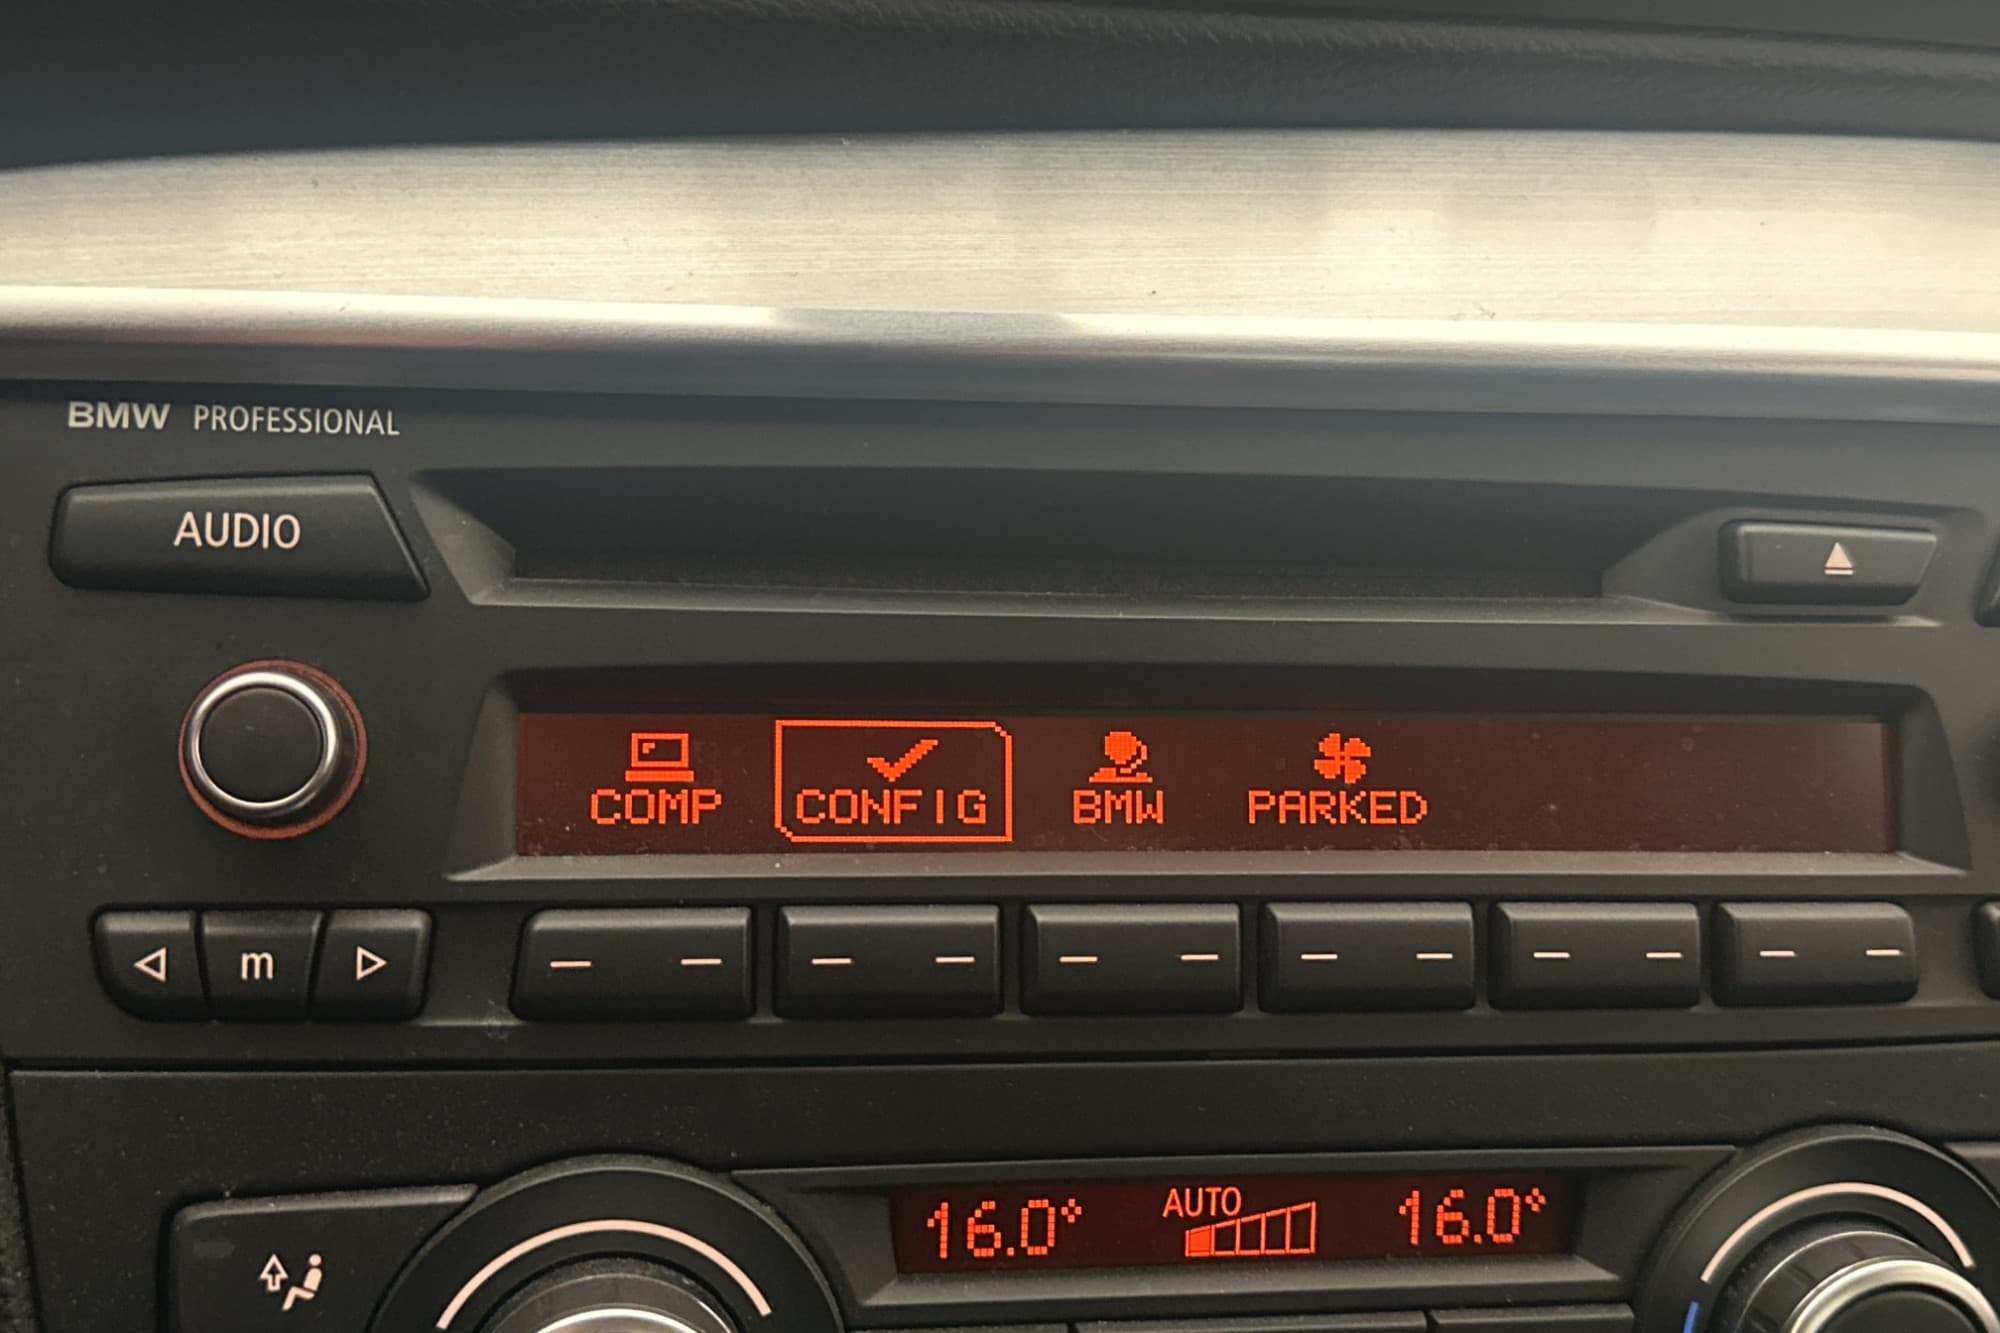 BMW PROFESSIONAL
AUDIO
COMP CONFIG BMW PARKED
m
16.0° AUTO 16.0°